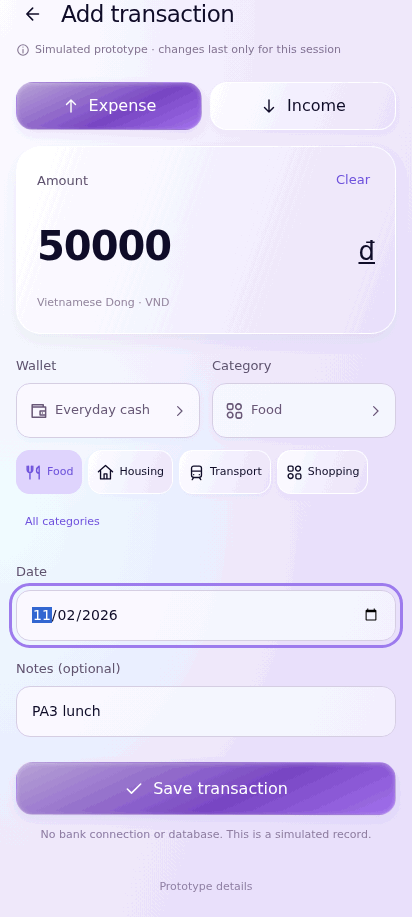 Add transaction
Simulated prototype · changes last only for this session
Expense
Income
Amount
Clear
50000
₫
Vietnamese Dong · VND
Wallet
Category
Everyday cash
Food
Food
Housing
Transport
Shopping
All categories
Date
11/02/2026
Notes (optional)
PA3 lunch
Save transaction
No bank connection or database. This is a simulated record.
Prototype details